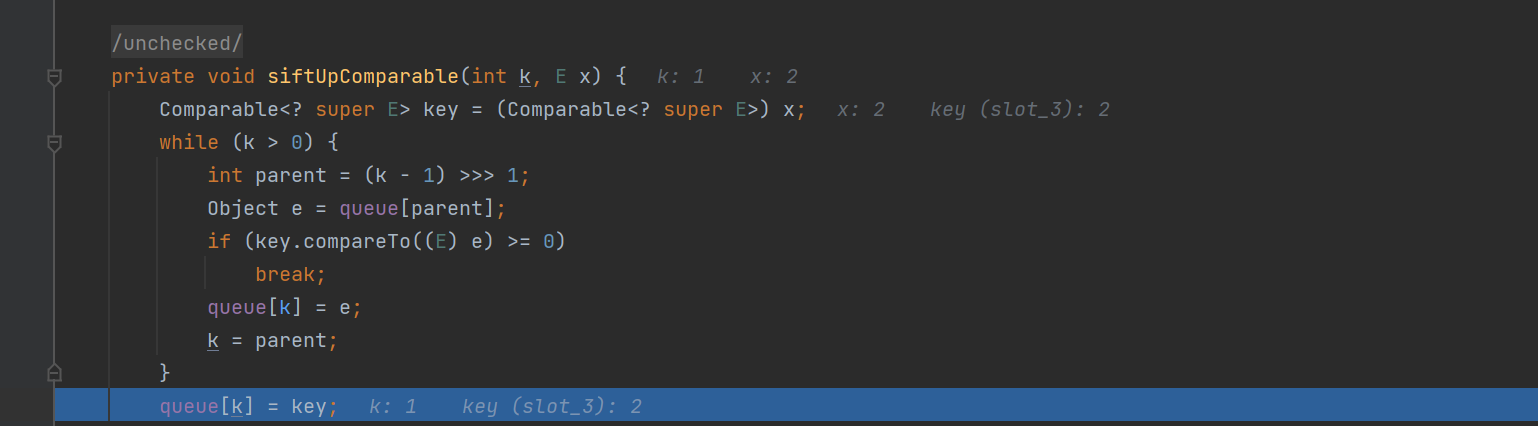 /unchecked/
private void siftUpComparable(int k, E x) {   k: 1    x: 2
    Comparable<? super E> key = (Comparable<? super E>) x;   x: 2    key (slot_3): 2
    while (k > 0) {
        int parent = (k - 1) >>> 1;
        Object e = queue[parent];
        if (key.compareTo((E) e) >= 0)
            break;
        queue[k] = e;
        k = parent;
    }
    queue[k] = key;   k: 1    key (slot_3): 2